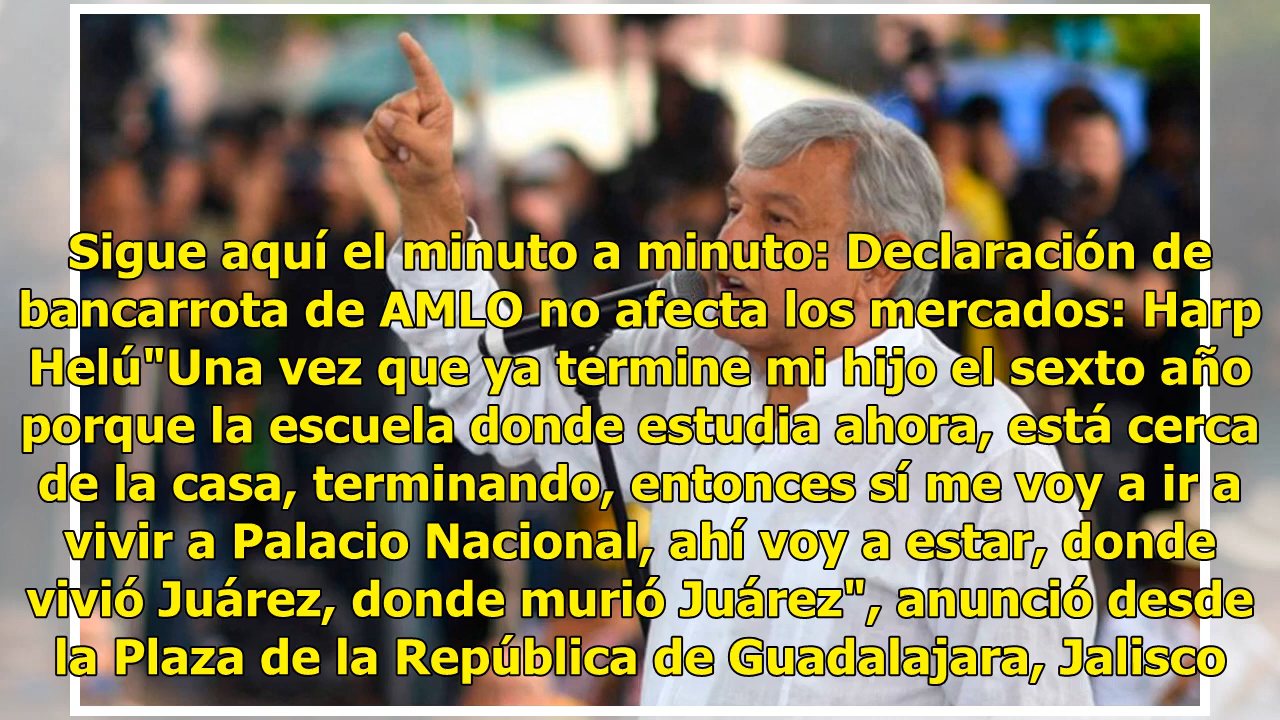 Sigue aquí el minuto a minuto: Declaración de
bancarrota de AMLO no afecta los mercados: Harp
Helú"Una vez que ya termine mi hijo el sexto año
porque la escuela donde estudia ahora, está cerca
de la casa, terminando, entonces sí me voy a ir a
vivir a Palacio Nacional, ahí voy a estar, donde
vivió Juárez, donde murió Juárez", anunció desde
la Plaza de la República de Guadalajara, Jalisco